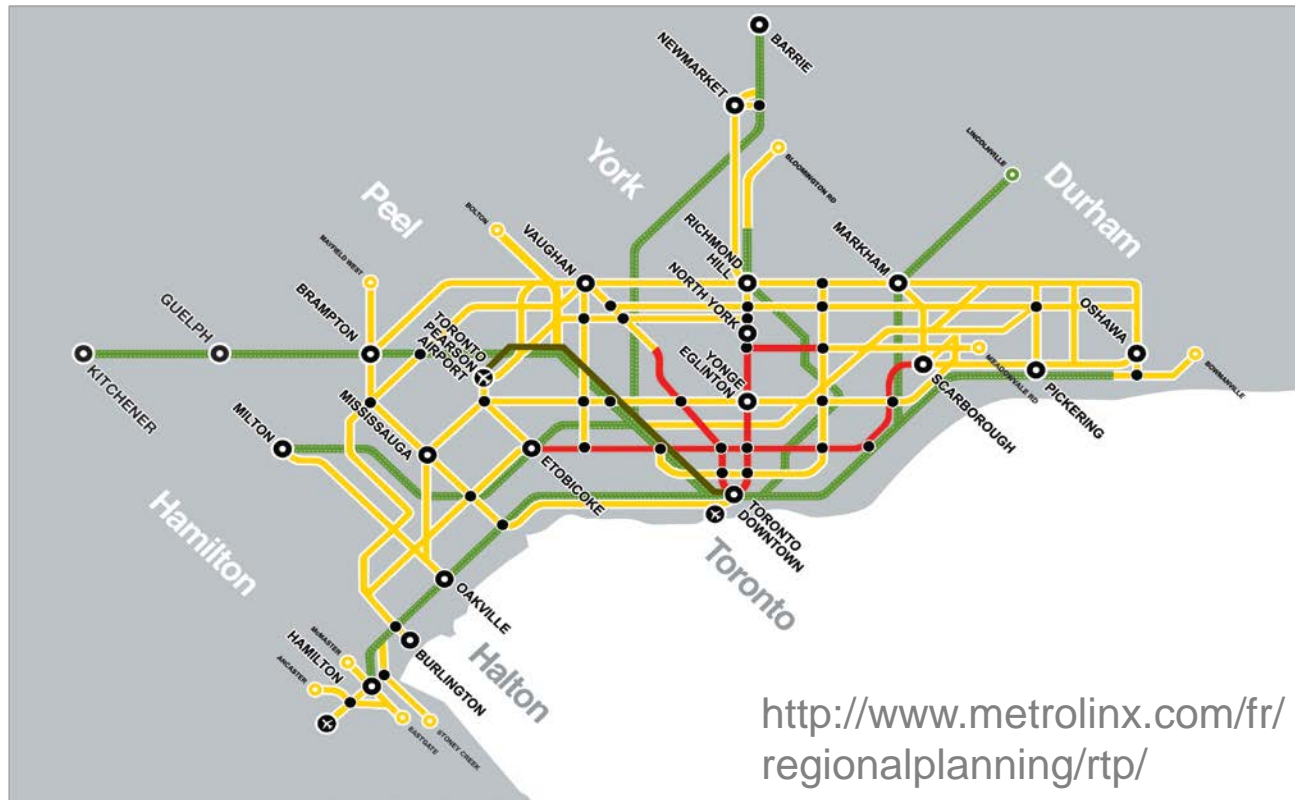 BARRIE
NEWMARKET
LINCOLNVILLE
BLOOMINGTON RD
York
Durham
Peel
BOLTON
VAUGHAN
RICHMOND
HILL
MARKHAM
MAYFIELD WEST
NORTH YORK
BRAMPTON
GUELPH
TORONTO
PEARSON
AIRPORT
YONGE
EGLINTON
OSHAWA
KITCHENER
MEADOWVALE RD
BOWMANVILLE
SCARBOROUGH
PICKERING
MILTON
MISSISSAUGA
ETOBICOKE
TORONTO
DOWNTOWN
Hamilton
Toronto
OAKVILLE
McMASTER
HAMILTON
ANCASTER
BURLINGTON
Halton
EASTGATE
STONEY CREEK
http://www.metrolinx.com/fr/
regionalplanning/rtp/